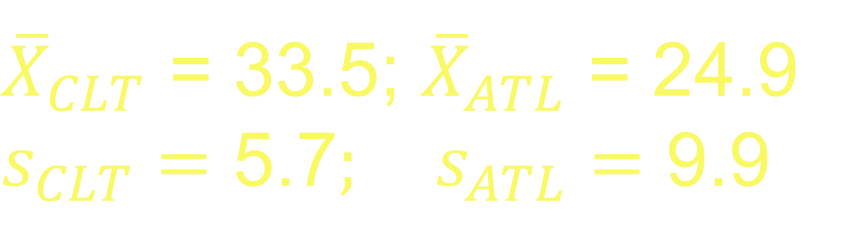 X̄_CLT = 33.5; X̄_ATL = 24.9
s_CLT = 5.7; s_ATL = 9.9